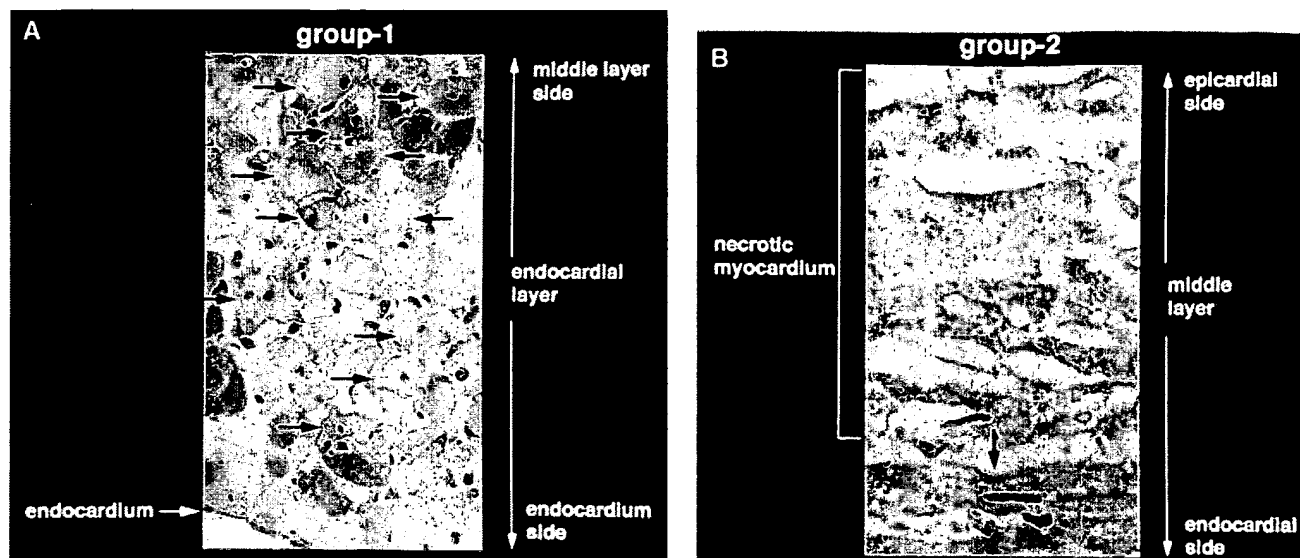 A
group-1
middle layer
side
endocardial
layer
endocardium
endocardium
side
B
group-2
epicardial
side
necrotic
myocardium
middle
layer
endocardial
side